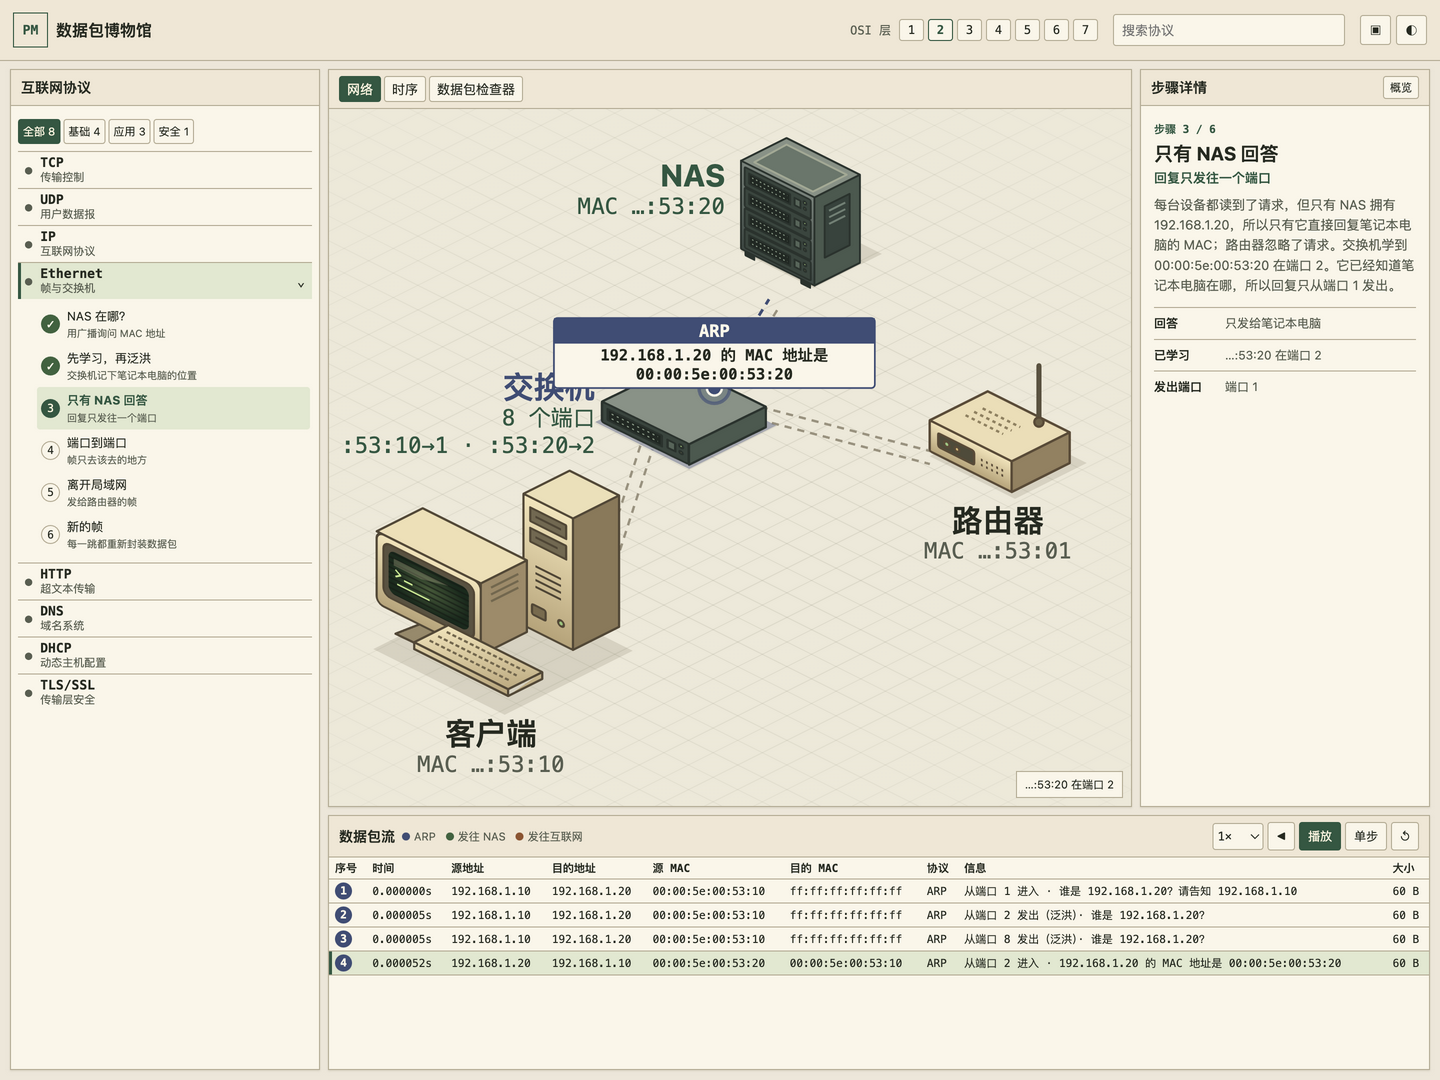 PM 数据包博物馆
OSI 层 1 2 3 4 5 6 7 搜索协议
互联网协议
全部 8 基础 4 应用 3 安全 1
TCP
传输控制
UDP
用户数据报
IP
互联网协议
Ethernet
帧与交换机
NAS 在哪?
用广播询问 MAC 地址
先学习，再泛洪
交换机记下笔记本电脑的位置
3 只有 NAS 回答
回复只发往一个端口
4 端口到端口
帧只去该去的地方
5 离开局域网
发给路由器的帧
6 新的帧
每一跳都重新封装数据包
HTTP
超文本传输
DNS
域名系统
DHCP
动态主机配置
TLS/SSL
传输层安全
网络 时序 数据包检查器
NAS
MAC …:53:20
ARP
192.168.1.20 的 MAC 地址是
00:00:5e:00:53:20
交换机
8 个端口
:53:10→1 · :53:20→2
路由器
MAC …:53:01
客户端
MAC …:53:10
…:53:20 在端口 2
步骤详情 概览
步骤 3 / 6
只有 NAS 回答
回复只发往一个端口
每台设备都读到了请求，但只有 NAS 拥有
192.168.1.20，所以只有它直接回复笔记本电
脑的 MAC；路由器忽略了请求。交换机学到
00:00:5e:00:53:20 在端口 2。它已经知道笔
记本电脑在哪，所以回复只从端口 1 发出。
回答 只发给笔记本电脑
已学习 …:53:20 在端口 2
发出端口 端口 1
数据包流 ARP 发往 NAS 发往互联网 1× 播放 单步
序号 时间 源地址 目的地址 源 MAC 目的 MAC 协议 信息 大小
1 0.000000s 192.168.1.10 192.168.1.20 00:00:5e:00:53:10 ff:ff:ff:ff:ff:ff ARP 从端口 1 进入 · 谁是 192.168.1.20? 请告知 192.168.1.10 60 B
2 0.000005s 192.168.1.10 192.168.1.20 00:00:5e:00:53:10 ff:ff:ff:ff:ff:ff ARP 从端口 2 发出（泛洪）· 谁是 192.168.1.20? 60 B
3 0.000005s 192.168.1.10 192.168.1.20 00:00:5e:00:53:10 ff:ff:ff:ff:ff:ff ARP 从端口 8 发出（泛洪）· 谁是 192.168.1.20? 60 B
4 0.000052s 192.168.1.20 192.168.1.10 00:00:5e:00:53:20 00:00:5e:00:53:10 ARP 从端口 2 进入 · 192.168.1.20 的 MAC 地址是 00:00:5e:00:53:20 60 B